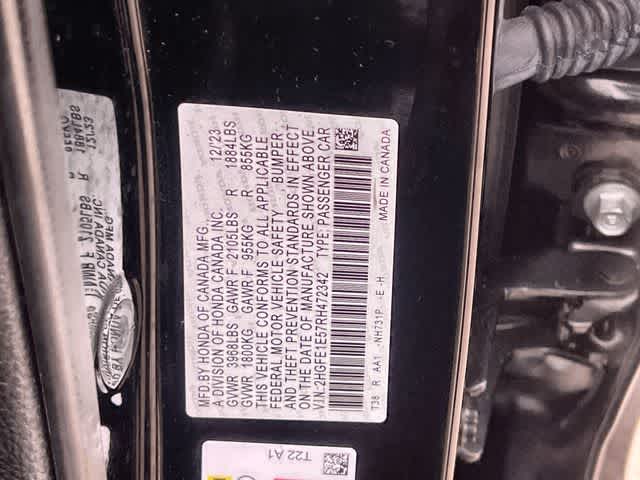 MFD.BY HONDA OF CANADA MFG.
A DIVISION OF HONDA CANADA INC. 12/23
GVWR 3968LBS GAWR F 2105LBS R 1884LBS
GVWR 1800KG GAWR F 955KG R 855KG
THIS VEHICLE CONFORMS TO ALL APPLICABLE
FEDERAL MOTOR VEHICLE SAFETY , BUMPER,
AND THEFT PREVENTION STANDARDS IN EFFECT
ON THE DATE OF MANUFACTURE SHOWN ABOVE
V.I.N.:2HGFE1E57RH472342 TYPE: PASSENGER CAR
T38 R AA1 -NH731P -E-H
MADE IN CANADA
T22 A1